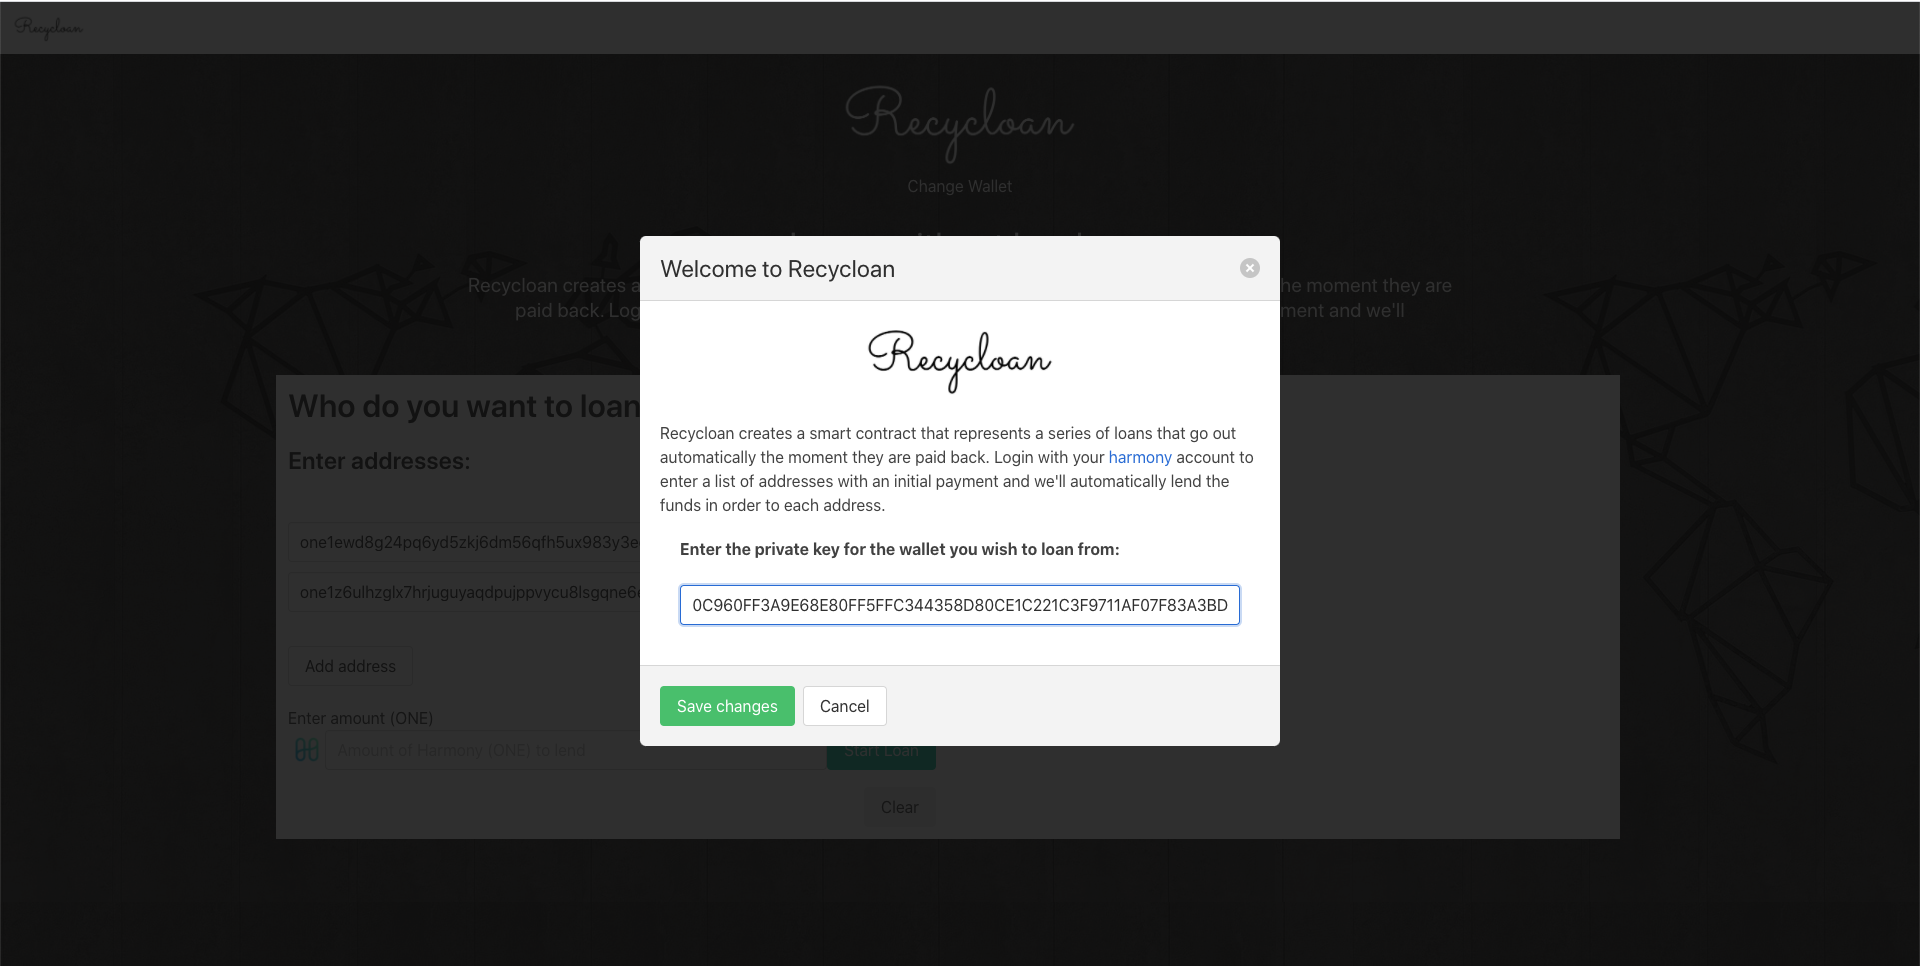 Recycloan
Recycloan
Change Wallet
Recycloan creates a
he moment they are
paid back. Log
ment and we'll
Welcome to Recycloan
Recycloan
Recycloan creates a smart contract that represents a series of loans that go out
automatically the moment they are paid back. Login with your harmony account to
enter a list of addresses with an initial payment and we'll automatically lend the
funds in order to each address.
Enter the private key for the wallet you wish to loan from:
0C960FF3A9E68E80FF5FFC344358D80CE1C221C3F9711AF07F83A3BD
Save changes
Cancel
Who do you want to loan
Enter addresses:
one1ewd8g24pq6yd5zkj6dm56qfh5ux983y3e
one1z6ulhzglx7hrjuguyaqdpujppvycu8lsgqne6
Add address
Enter amount (ONE)
Amount of Harmony (ONE) to lend
Start Loan
Clear